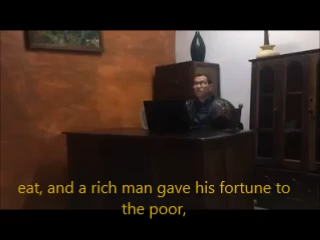 eat, and a rich man gave his fortune to
the poor,